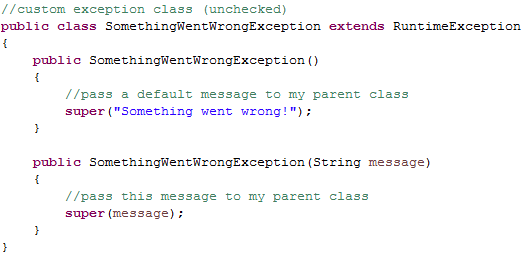 //custom exception class (unchecked)
public class SomethingWentWrongException extends RuntimeException
{
    public SomethingWentWrongException()
    {
        //pass a default message to my parent class
        super("Something went wrong!");
    }

    public SomethingWentWrongException(String message)
    {
        //pass this message to my parent class
        super(message);
    }
}